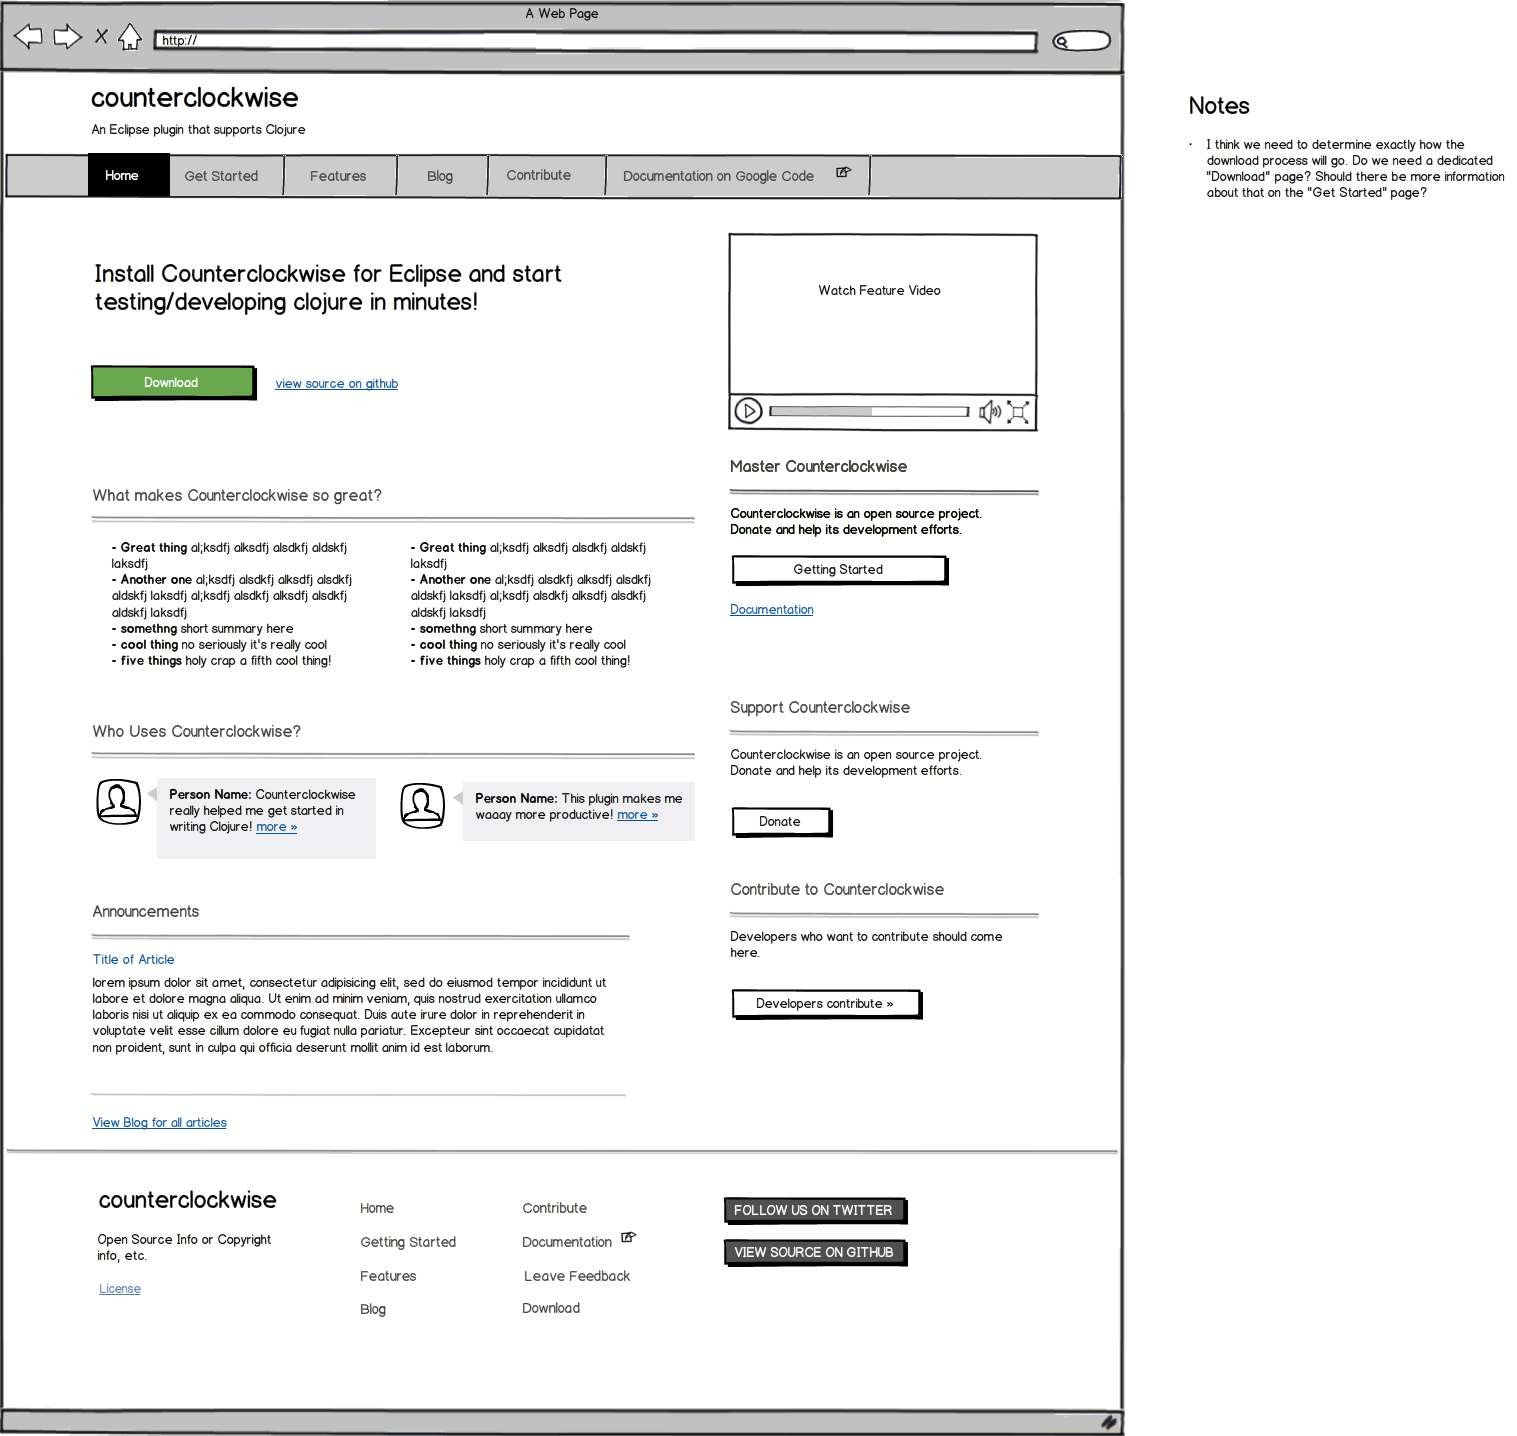 A Web Page
http://
counterclockwise
An Eclipse plugin that supports Clojure
Home
Get Started
Features
Blog
Contribute
Documentation on Google Code
Install Counterclockwise for Eclipse and start
testing/developing clojure in minutes!
Download
view source on github
What makes Counterclockwise so great?
- Great thing al;ksdfj alksdfj alsdkfj aldskfj
laksdfj
- Another one al;ksdfj alsdkfj alksdfj alsdkfj
aldskfj laksdfj al;ksdfj alsdkfj alksdfj alsdkfj
aldskfj laksdfj
- somethng short summary here
- cool thing no seriously it's really cool
- five things holy crap a fifth cool thing!
- Great thing al;ksdfj alksdfj alsdkfj aldskfj
laksdfj
- Another one al;ksdfj alsdkfj alksdfj alsdkfj
aldskfj laksdfj al;ksdfj alsdkfj alksdfj alsdkfj
aldskfj laksdfj
- somethng short summary here
- cool thing no seriously it's really cool
- five things holy crap a fifth cool thing!
Who Uses Counterclockwise?
Person Name: Counterclockwise
really helped me get started in
writing Clojure! more »
Person Name: This plugin makes me
waaay more productive! more »
Announcements
Title of Article
lorem ipsum dolor sit amet, consectetur adipisicing elit, sed do eiusmod tempor incididunt ut
labore et dolore magna aliqua. Ut enim ad minim veniam, quis nostrud exercitation ullamco
laboris nisi ut aliquip ex ea commodo consequat. Duis aute irure dolor in reprehenderit in
voluptate velit esse cillum dolore eu fugiat nulla pariatur. Excepteur sint occaecat cupidatat
non proident, sunt in culpa qui officia deserunt mollit anim id est laborum.
View Blog for all articles
Watch Feature Video
Master Counterclockwise
Counterclockwise is an open source project.
Donate and help its development efforts.
Getting Started
Documentation
Support Counterclockwise
Counterclockwise is an open source project.
Donate and help its development efforts.
Donate
Contribute to Counterclockwise
Developers who want to contribute should come
here.
Developers contribute »
counterclockwise
Open Source Info or Copyright
info, etc.
License
Home
Getting Started
Features
Blog
Contribute
Documentation
Leave Feedback
Download
FOLLOW US ON TWITTER
VIEW SOURCE ON GITHUB
Notes
• I think we need to determine exactly how the
download process will go. Do we need a dedicated
"Download" page? Should there be more information
about that on the "Get Started" page?